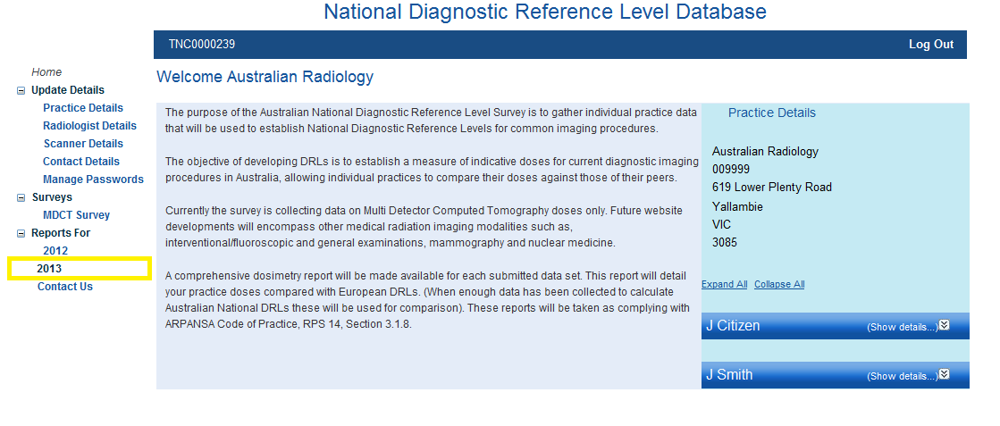 National Diagnostic Reference Level Database
TNC0000239
Log Out
Home
Update Details
Practice Details
Radiologist Details
Scanner Details
Contact Details
Manage Passwords
Surveys
MDCT Survey
Reports For
2012
2013
Contact Us
Welcome Australian Radiology
The purpose of the Australian National Diagnostic Reference Level Survey is to gather individual practice data
that will be used to establish National Diagnostic Reference Levels for common imaging procedures.
The objective of developing DRLs is to establish a measure of indicative doses for current diagnostic imaging
procedures in Australia, allowing individual practices to compare their doses against those of their peers.
Currently the survey is collecting data on Multi Detector Computed Tomography doses only. Future website
developments will encompass other medical radiation imaging modalities such as,
interventional/fluoroscopic and general examinations, mammography and nuclear medicine.
A comprehensive dosimetry report will be made available for each submitted data set. This report will detail
your practice doses compared with European DRLs. (When enough data has been collected to calculate
Australian National DRLs these will be used for comparison). These reports will be taken as complying with
ARPANSA Code of Practice, RPS 14, Section 3.1.8.
Practice Details
Australian Radiology
009999
619 Lower Plenty Road
Yallambie
VIC
3085
Expand All Collapse All
J Citizen (Show details...)
J Smith (Show details...)